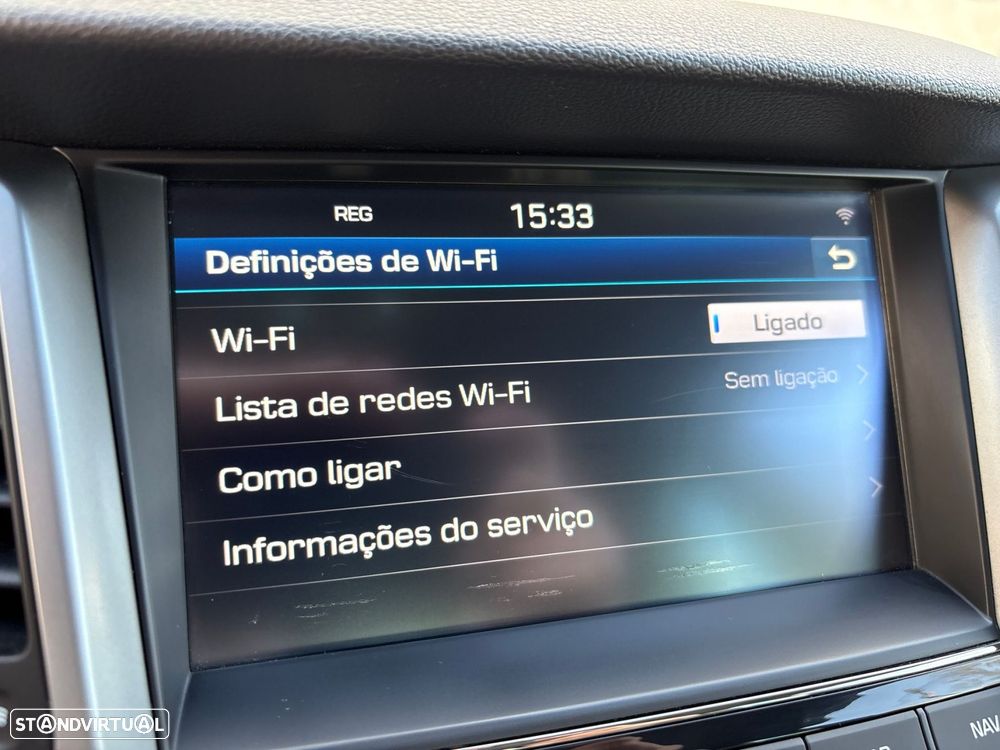 REG 15:33
Definições de Wi-Fi
Wi-Fi Ligado
Lista de redes Wi-Fi Sem ligação
Como ligar
Informações do serviço
NAV
STANDVIRTUAL